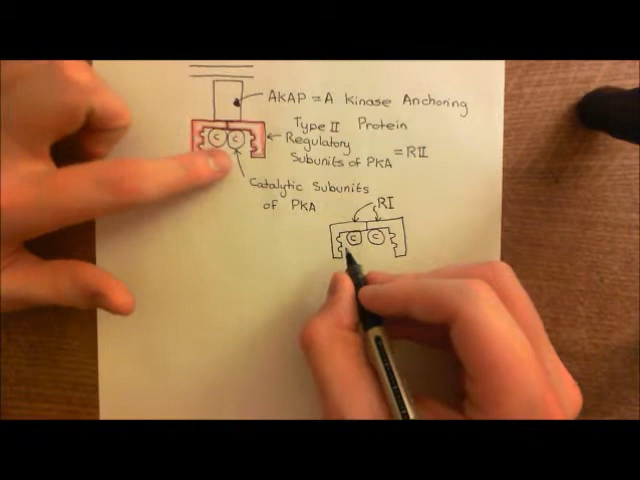 AKAP = A Kinase Anchoring
Protein
Type II
Regulatory
Subunits of PKA = RII
C C
Catalytic Subunits
of PKA
RI
C C